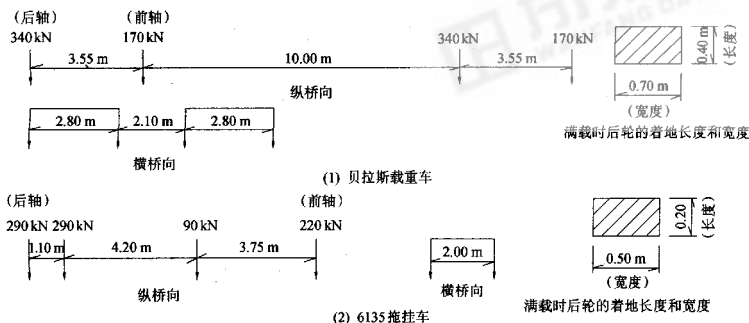 (后轴) (前轴)
340 kN 170 kN 340 kN 170 kN
3.55 m 10.00 m 3.55 m
纵桥向
0.40 m
(长度)
0.70 m
(宽度)
满载时后轮的着地长度和宽度
2.80 m 2.10 m 2.80 m
横桥向
(1) 贝拉斯载重车
(后轴) (前轴)
290 kN 290 kN 90 kN 220 kN
1.10 m 4.20 m 3.75 m
纵桥向
2.00 m
横桥向
0.20
(长度)
0.50 m
(宽度)
满载时后轮的着地长度和宽度
(2) 6135拖挂车